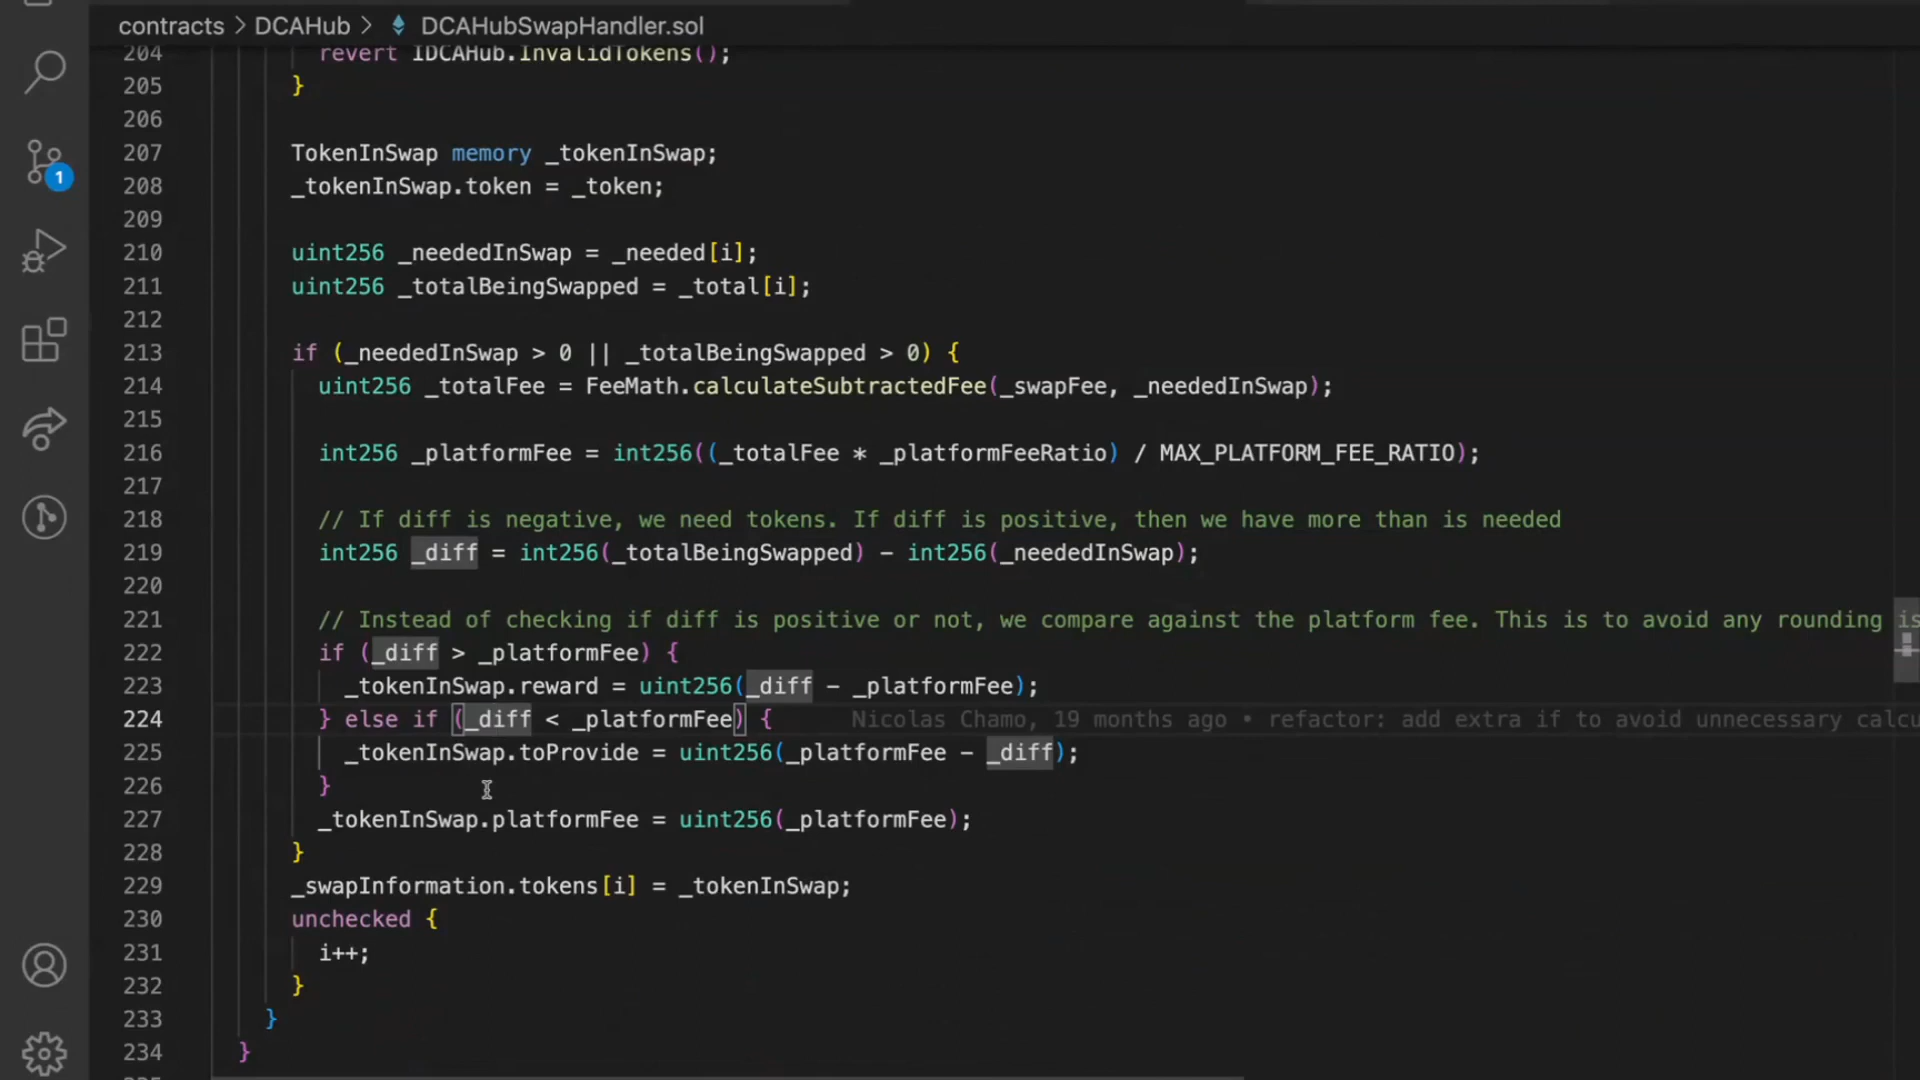 contracts > DCAHub > DCAHubSwapHandler.sol
204 revert IDCAHub.InvalidTokens();
205 }
206
207 TokenInSwap memory _tokenInSwap;
208 _tokenInSwap.token = _token;
209
210 uint256 _neededInSwap = _needed[i];
211 uint256 _totalBeingSwapped = _total[i];
212
213 if (_neededInSwap > 0 || _totalBeingSwapped > 0) {
214 uint256 _totalFee = FeeMath.calculateSubtractedFee(_swapFee, _neededInSwap);
215
216 int256 _platformFee = int256((_totalFee * _platformFeeRatio) / MAX_PLATFORM_FEE_RATIO);
217
218 // If diff is negative, we need tokens. If diff is positive, then we have more than is needed
219 int256 _diff = int256(_totalBeingSwapped) - int256(_neededInSwap);
220
221 // Instead of checking if diff is positive or not, we compare against the platform fee. This is to avoid any rounding is
222 if (_diff > _platformFee) {
223 _tokenInSwap.reward = uint256(_diff - _platformFee);
224 } else if (_diff < _platformFee) { Nicolas Chamo, 19 months ago • refactor: add extra if to avoid unnecessary calcu
225 _tokenInSwap.toProvide = uint256(_platformFee - _diff);
226 }
227 _tokenInSwap.platformFee = uint256(_platformFee);
228 }
229 _swapInformation.tokens[i] = _tokenInSwap;
230 unchecked {
231 i++;
232 }
233 }
234 }
1